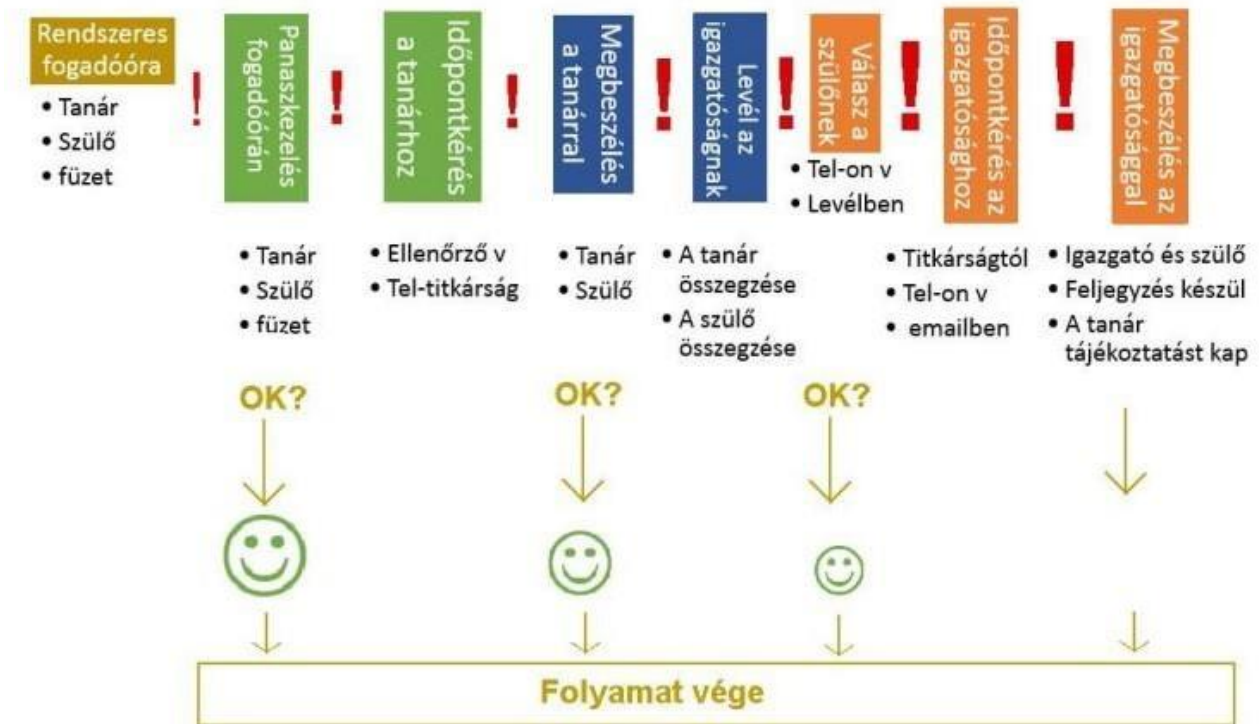 Rendszeres
fogadóóra
• Tanár
• Szülő
• füzet
!
Panaszkezelés
fogadóórán
• Tanár
• Szülő
• füzet
!
Időpontkérés
a tanárhoz
• Ellenőrző v
• Tel-titkárság
!
Megbeszélés
a tanárral
• Tanár
• Szülő
!
Levél az
igazgatóságnak
• A tanár
összegzése
• A szülő
összegzése
!
Válasz a
szülőnek
• Tel-on v
• Levélben
!
Időpontkérés az
igazgatósághoz
• Titkárságtól
• Tel-on v
• emailben
!
Megbeszélés az
igazgatósággal
• Igazgató és szülő
• Feljegyzés készül
• A tanár
tájékoztatást kap
OK?
OK?
OK?
Folyamat vége